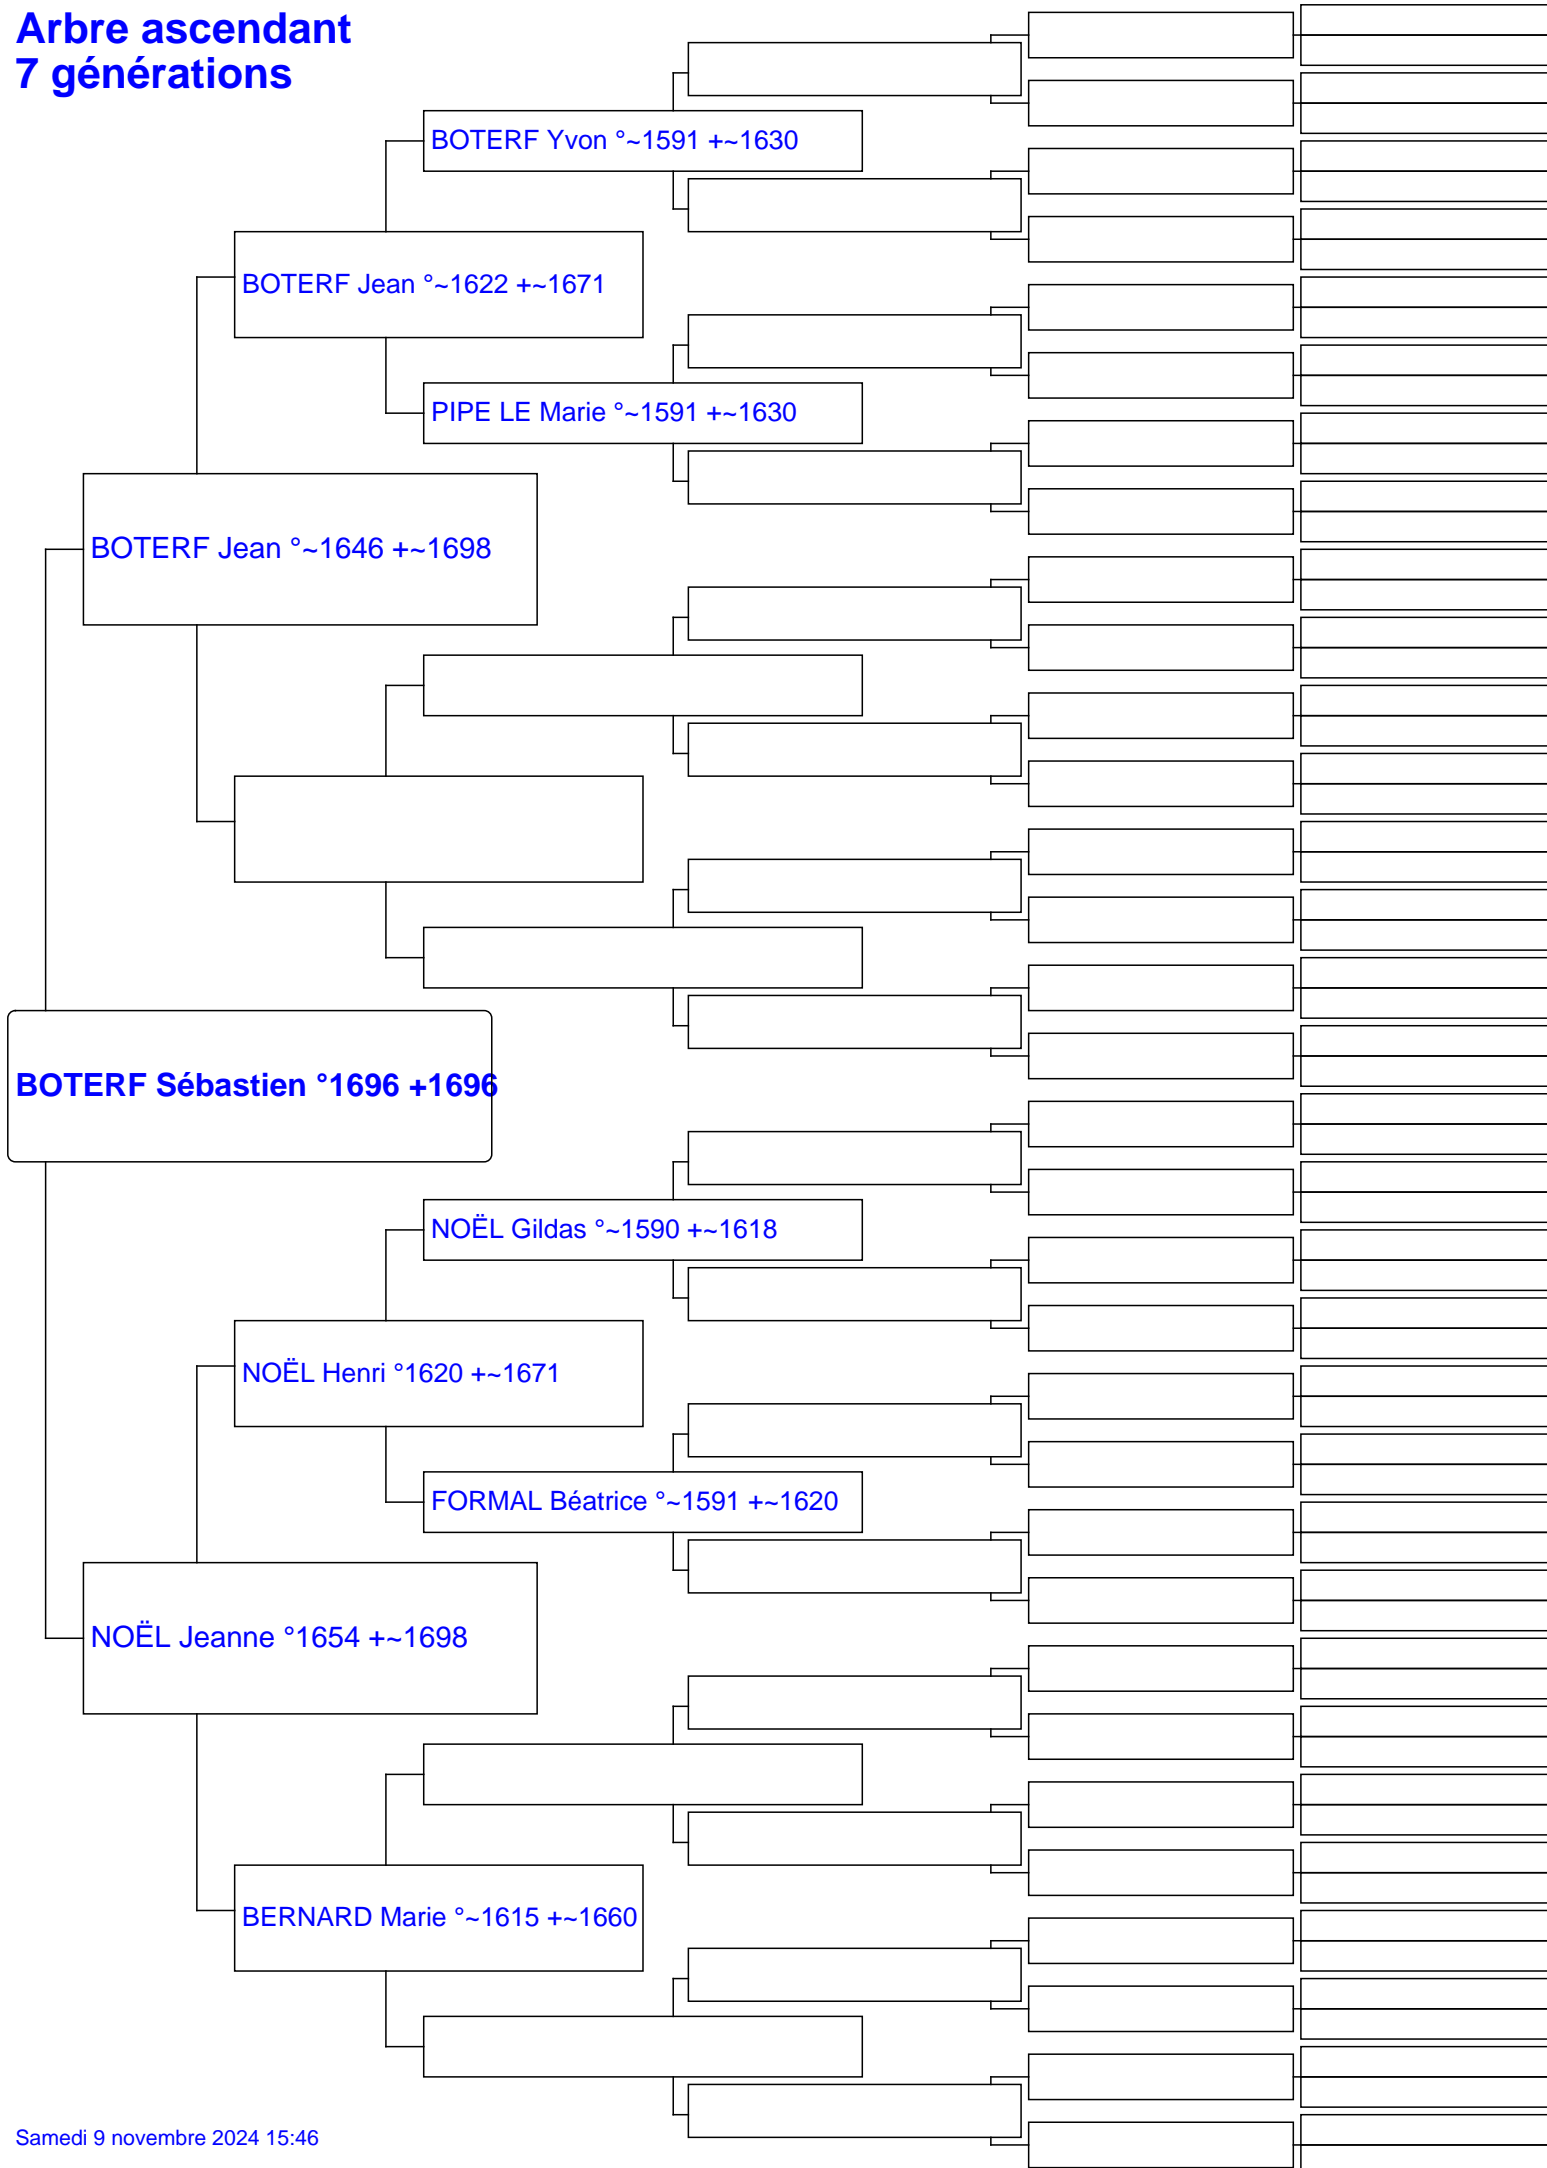 Arbre ascendant
7 générations
BOTERF Yvon °~1591 +~1630
BOTERF Jean °~1622 +~1671
PIPE LE Marie °~1591 +~1630
BOTERF Jean °~1646 +~1698
BOTERF Sébastien °1696 +1696
NOËL Gildas °~1590 +~1618
NOËL Henri °1620 +~1671
FORMAL Béatrice °~1591 +~1620
NOËL Jeanne °1654 +~1698
BERNARD Marie °~1615 +~1660
Samedi 9 novembre 2024 15:46